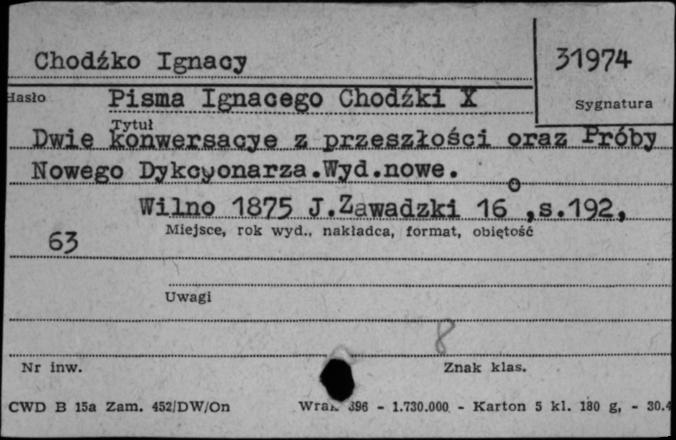 Chodźko Ignacy
31974
Hasło
Pisma Ignacego Chodźki X
Sygnatura
Tytuł
Dwie konwersacye z przeszłości oraz Próby
Nowego Dykcyonarza.Wyd.nowe.
Wilno 1875 J.Zawadzki 16o,s.192,
Miejsce, rok wyd., nakładca, format, objętość
63
Uwagi
8
Nr inw.
Znak klas.
CWD B 15a Zam. 452/DW/On
396 - 1.730.000 - Karton 5 kl. 180 g, - 30.4